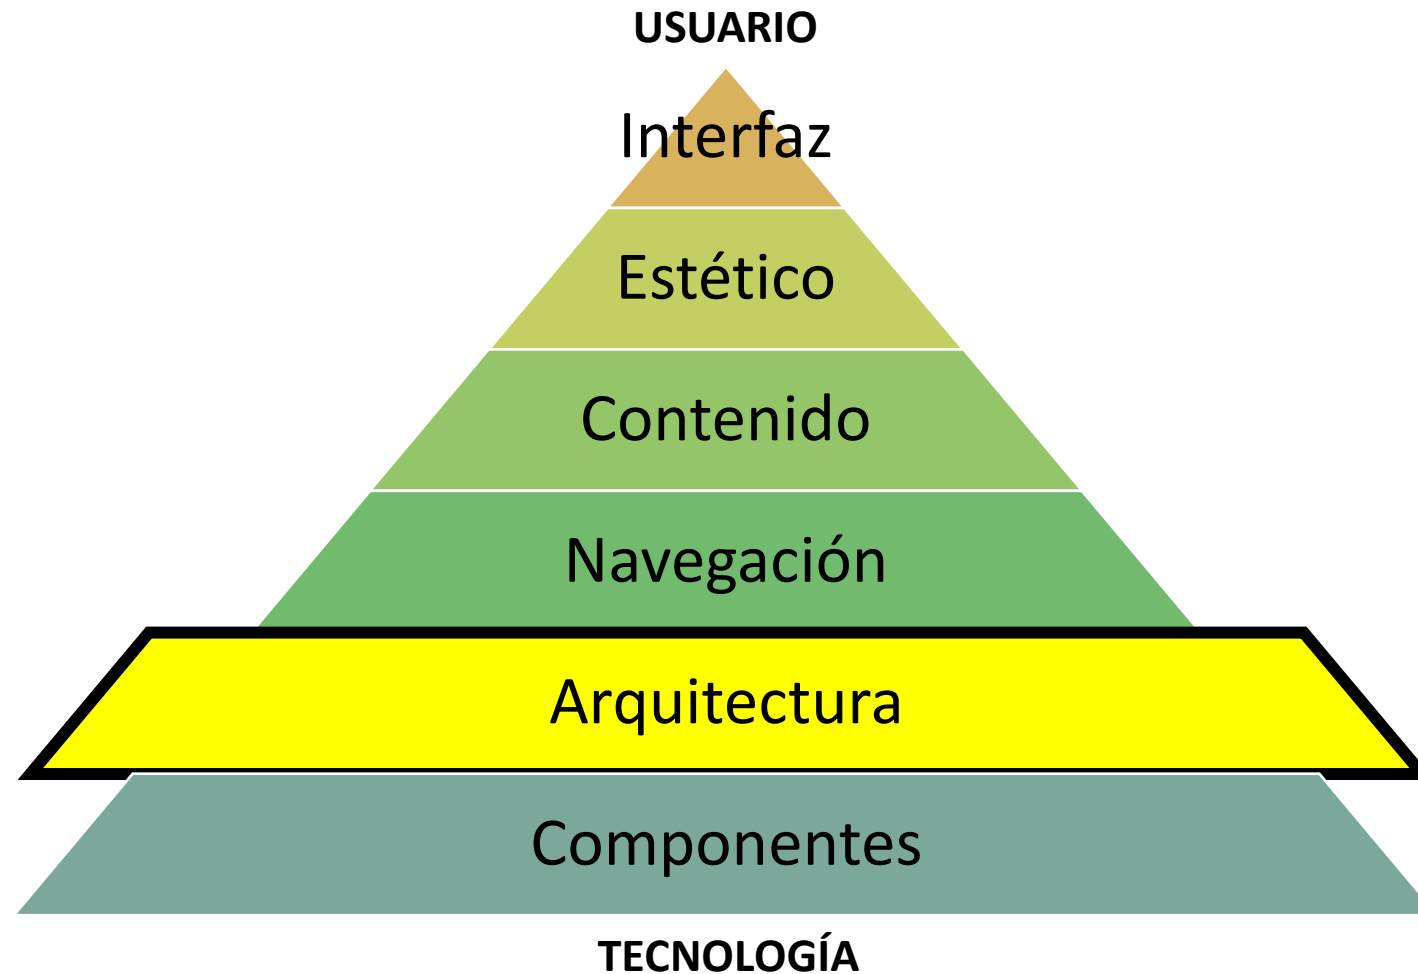 USUARIO
Interfaz
Estético
Contenido
Navegación
Arquitectura
Componentes
TECNOLOGÍA